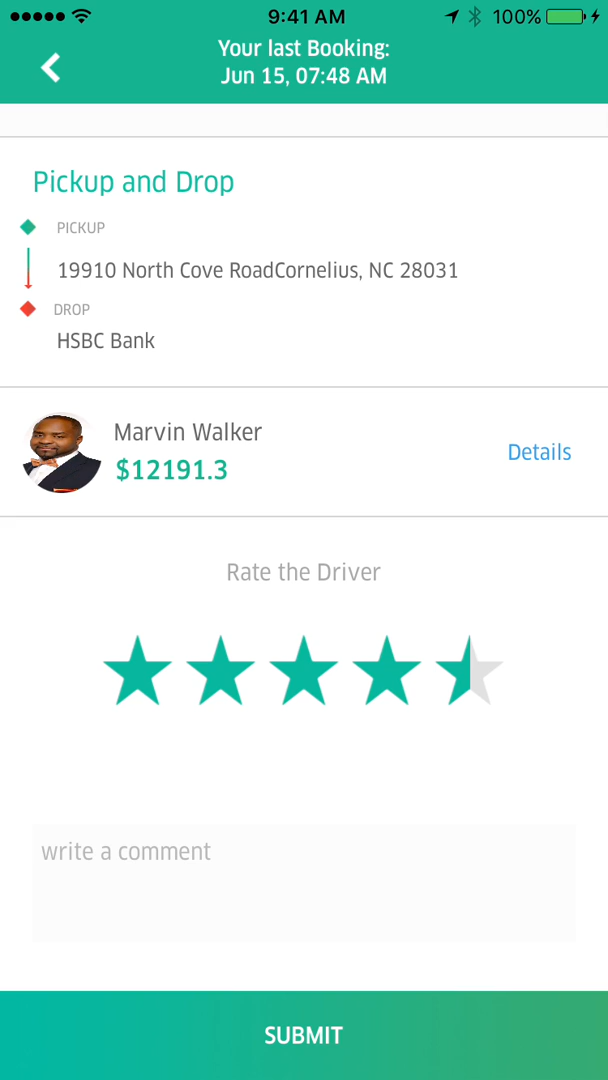 9:41 AM
100%
Your last Booking:
Jun 15, 07:48 AM
Pickup and Drop
PICKUP
19910 North Cove RoadCornelius, NC 28031
DROP
HSBC Bank
Marvin Walker
$12191.3
Details
Rate the Driver
write a comment
SUBMIT